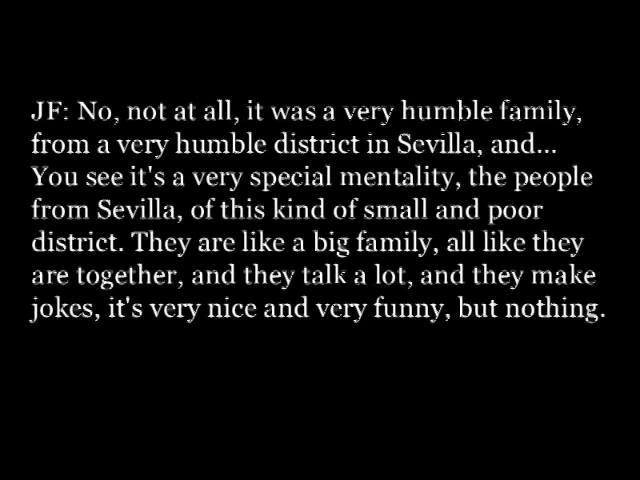 JF: No, not at all, it was a very humble family,
from a very humble district in Sevilla, and...
You see it's a very special mentality, the people
from Sevilla, of this kind of small and poor
district. They are like a big family, all like they
are together, and they talk a lot, and they make
jokes, it's very nice and very funny, but nothing.